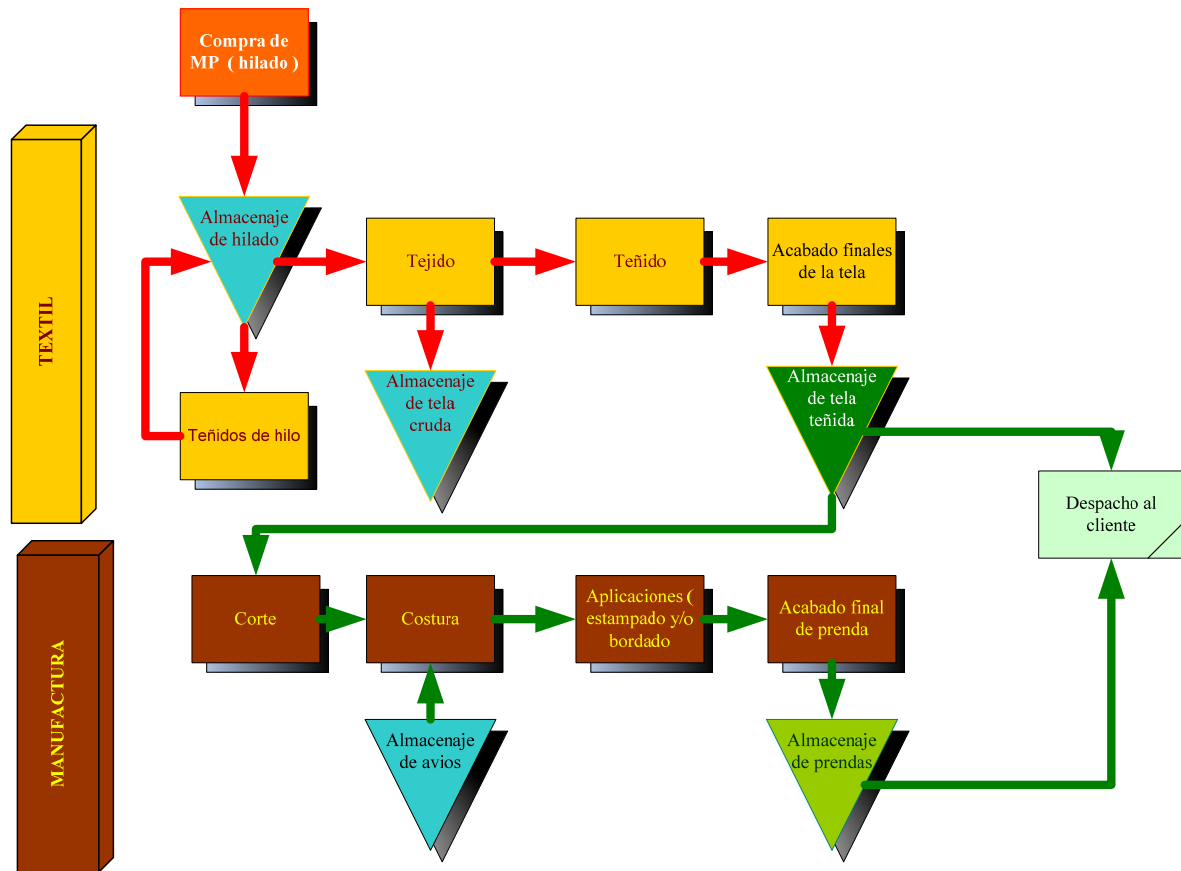 Compra de
MP ( hilado )
TEXTIL
Almacenaje
de hilado
Tejido
Teñido
Acabado finales
de la tela
Teñidos de hilo
Almacenaje
de tela
cruda
Almacenaje
de tela
teñida
Despacho al
cliente
MANUFACTURA
Corte
Costura
Aplicaciones (
estampado y/o
bordado
Acabado final
de prenda
Almacenaje
de avios
Almacenaje
de prendas